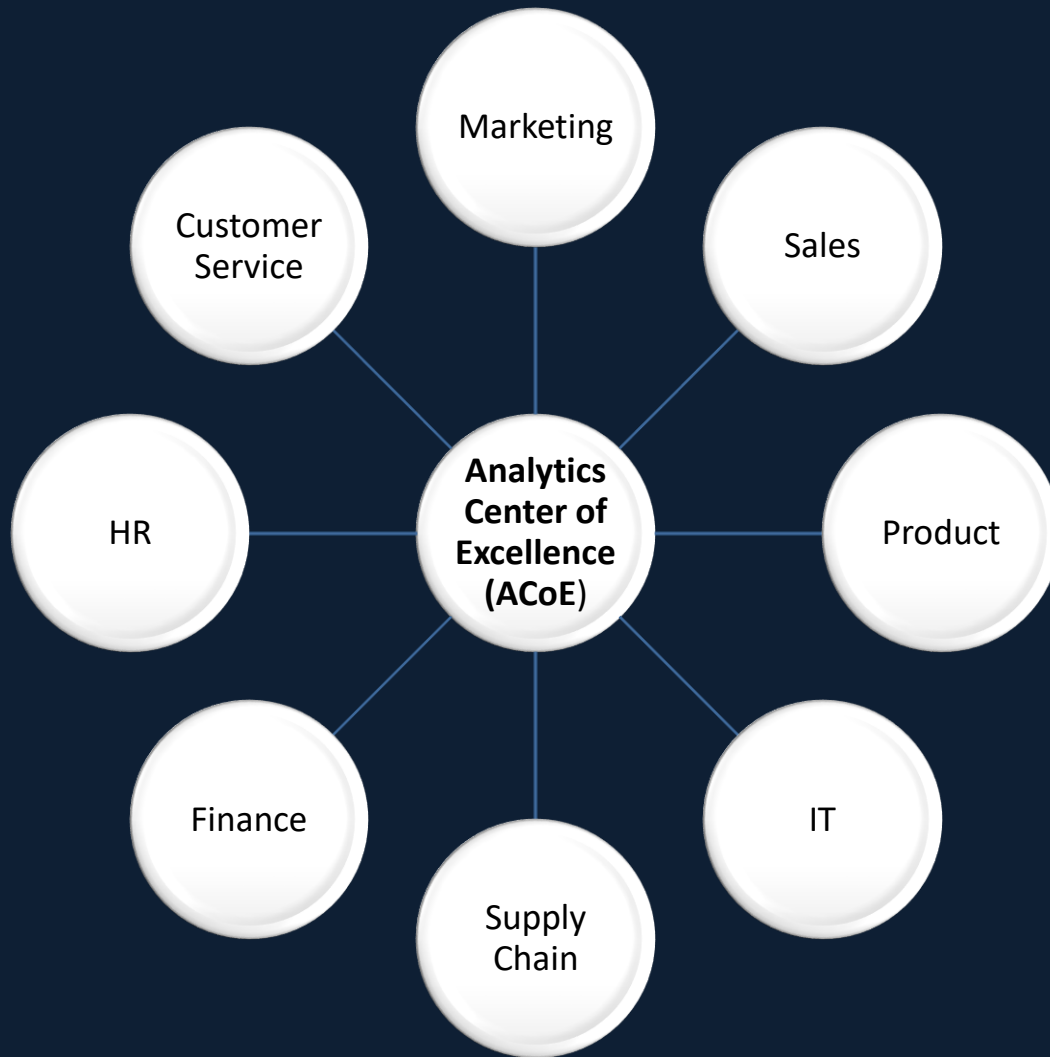 Marketing
Customer
Service
Sales
Analytics
Center of
Excellence
(ACoE)
HR
Product
Finance
IT
Supply
Chain